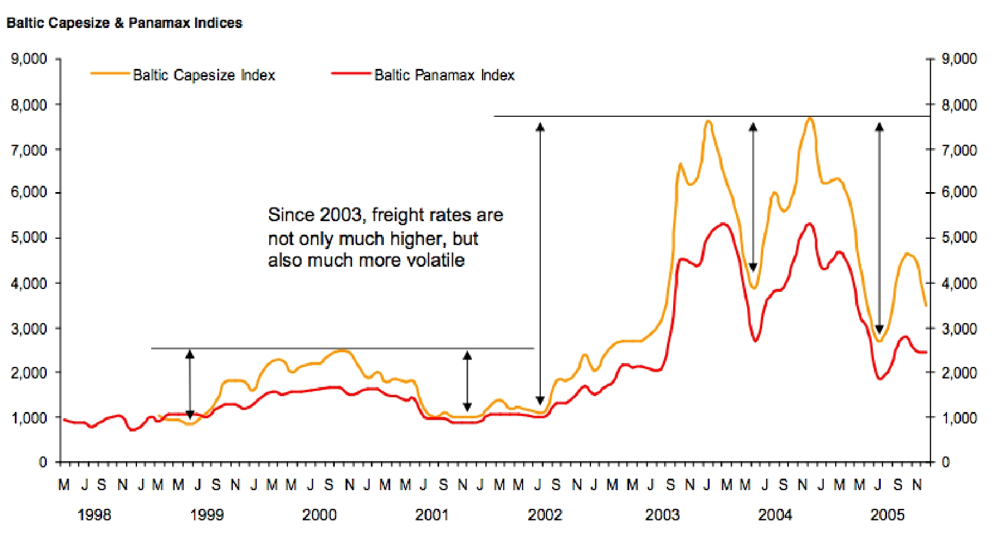 Baltic Capesize & Panamax Indices
9,000 9,000
Baltic Capesize Index Baltic Panamax Index
8,000 8,000
7,000 7,000
6,000 6,000
Since 2003, freight rates are
not only much higher, but
also much more volatile
5,000 5,000
4,000 4,000
3,000 3,000
2,000 2,000
1,000 1,000
0 0
M J S N J M M J S N J M M J S N J M M J S N J M M J S N J M M J S N J M M J S N J M M J S N
1998 1999 2000 2001 2002 2003 2004 2005